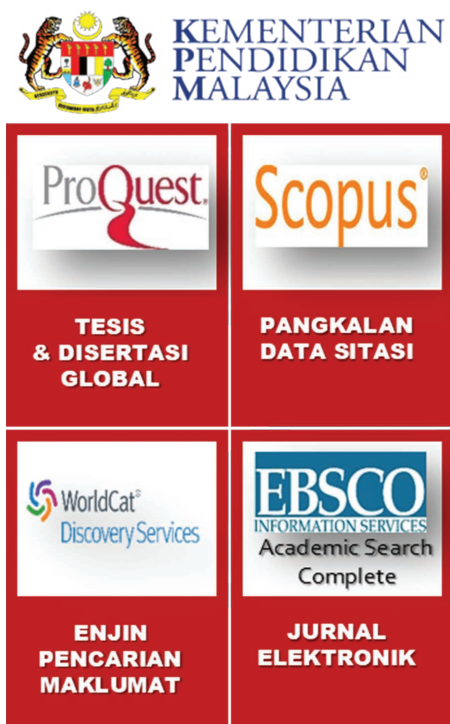 KEMENTERIAN
PENDIDIKAN
MALAYSIA
ProQuest
TESIS
& DISERTASI
GLOBAL
Scopus®
PANGKALAN
DATA SITASI
WorldCat®
Discovery Services
ENJIN
PENCARIAN
MAKLUMAT
EBSCO
INFORMATION SERVICES
Academic Search
Complete
JURNAL
ELEKTRONIK